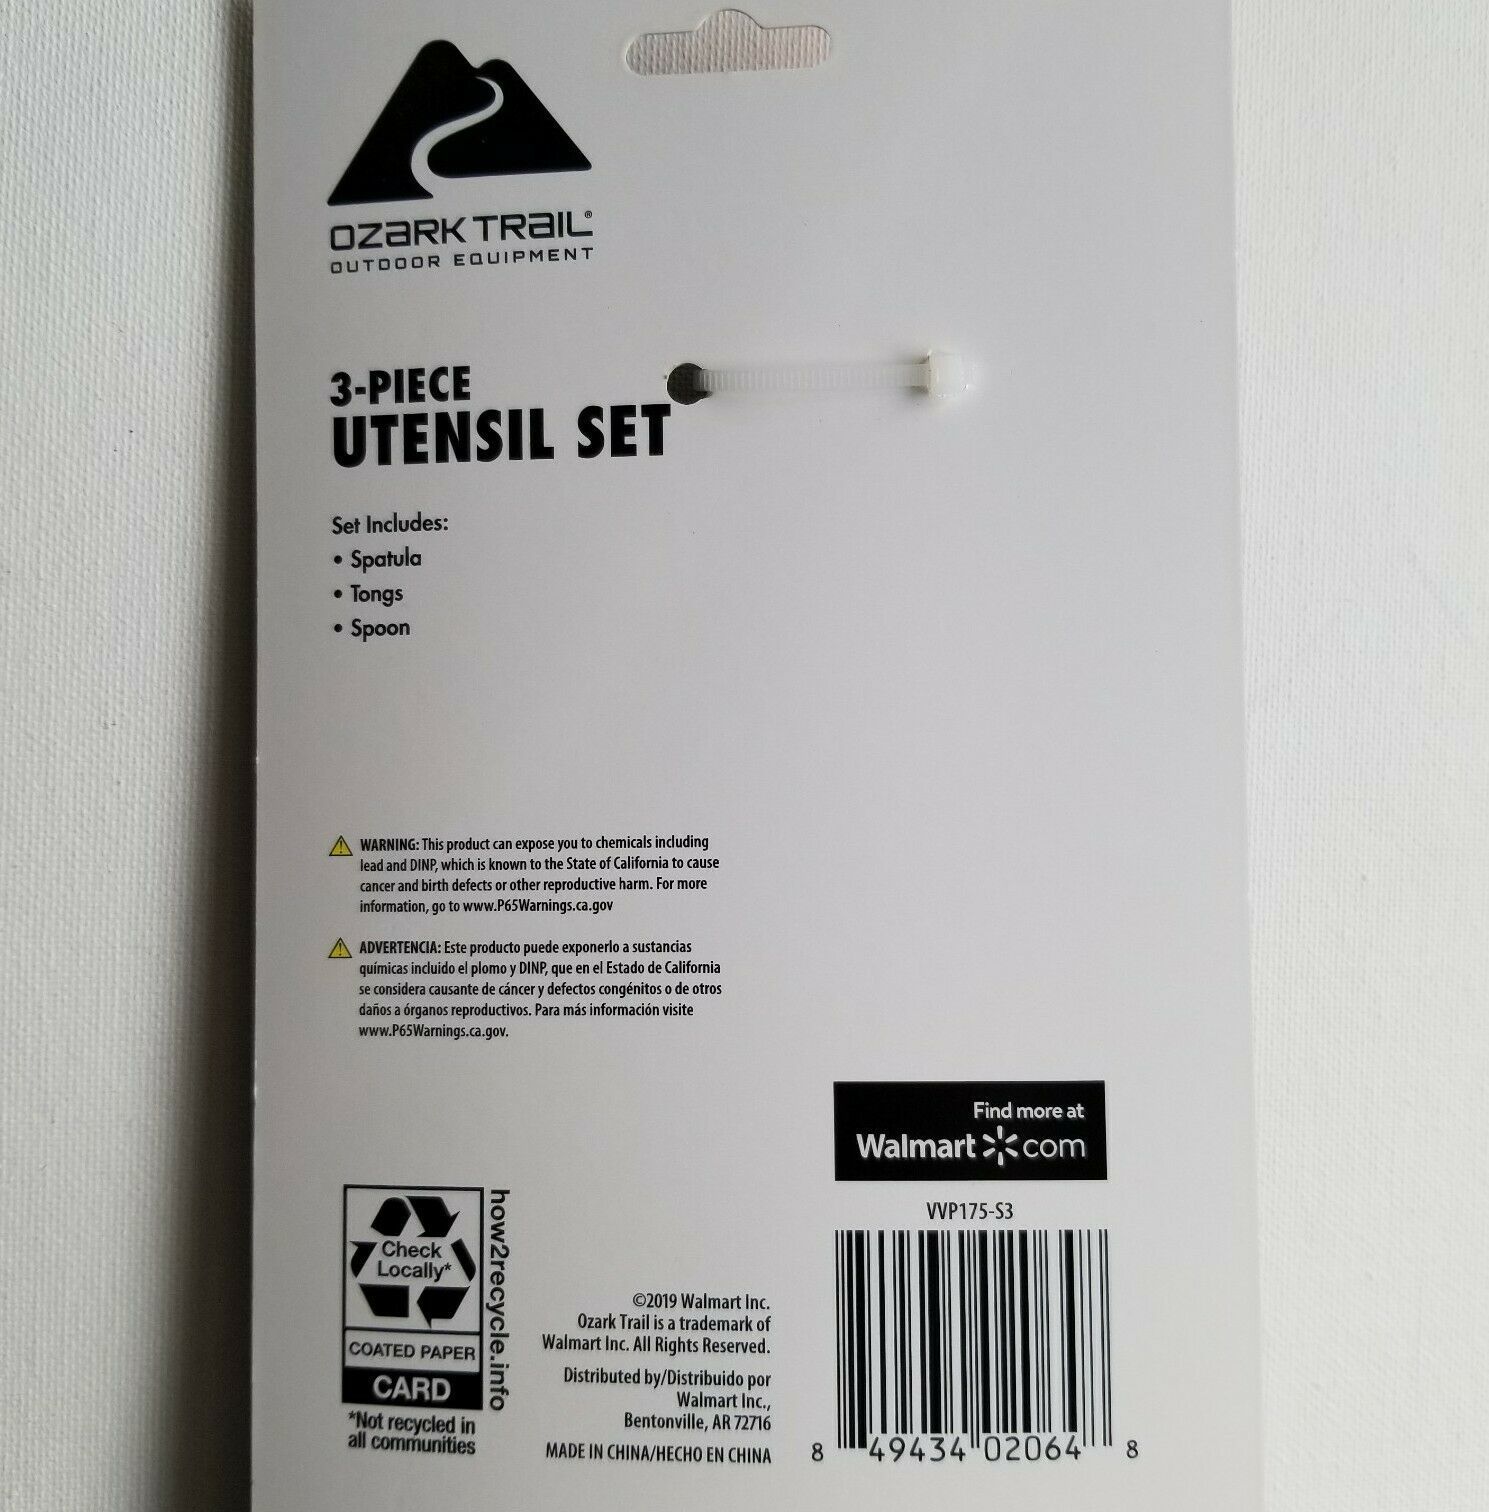 OZARK TRAIL®
OUTDOOR EQUIPMENT
3-PIECE
UTENSIL SET
Set Includes:
• Spatula
• Tongs
• Spoon
WARNING: This product can expose you to chemicals including
lead and DINP, which is known to the State of California to cause
cancer and birth defects or other reproductive harm. For more
information, go to www.P65Warnings.ca.gov
ADVERTENCIA: Este producto puede exponerlo a sustancias
químicas incluido el plomo y DINP, que en el Estado de California
se considera causante de cáncer y defectos congénitos o de otros
daños a órganos reproductivos. Para más información visite
www.P65Warnings.ca.gov.
Find more at
Walmart.com
VVP175-S3
8 49434 02064 8
Check
Locally*
COATED PAPER
CARD
*Not recycled in
all communities
how2recycle.info
©2019 Walmart Inc.
Ozark Trail is a trademark of
Walmart Inc. All Rights Reserved.
Distributed by/Distribuido por
Walmart Inc.,
Bentonville, AR 72716
MADE IN CHINA/HECHO EN CHINA